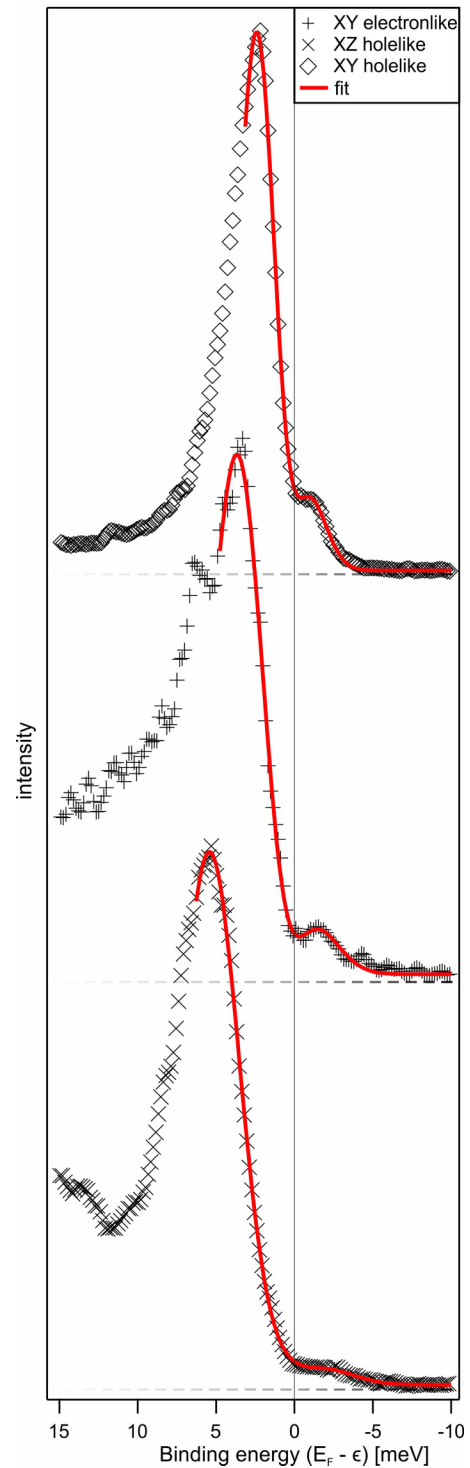 XY electronlike
XZ holelike
XY holelike
fit
intensity
15 10 5 0 -5 -10
Binding energy (E_F - ϵ) [meV]